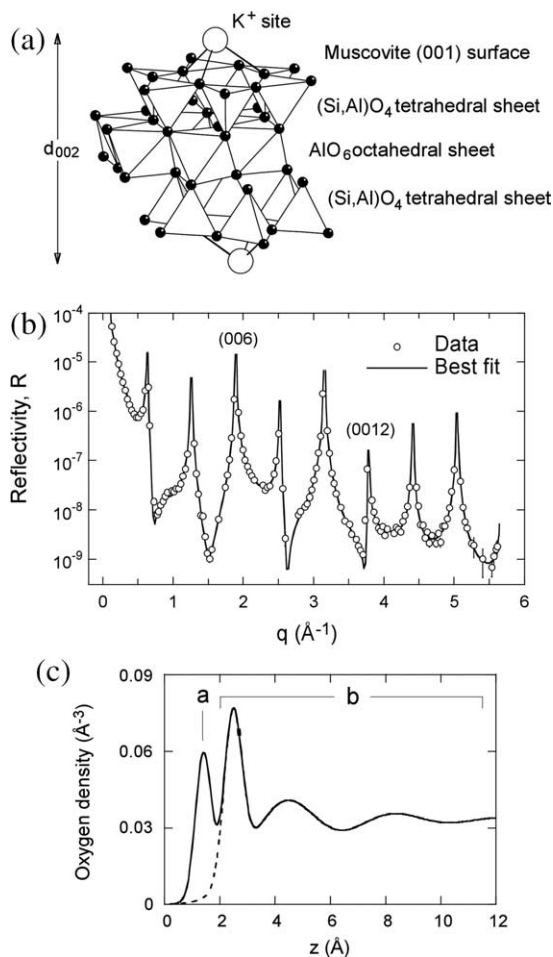 (a)
K+ site
Muscovite (001) surface
(Si,Al)O4 tetrahedral sheet
d002
AlO6octahedral sheet
(Si,Al)O4 tetrahedral sheet
(b)
10-4
(006)
Data
Best fit
10-5
10-6
(0012)
10-7
10-8
10-9
Reflectivity, R
0 1 2 3 4 5 6
q (Å-1)
(c)
0.09
a
b
0.06
0.03
0
Oxygen density (Å-3)
0 2 4 6 8 10 12
z (Å)